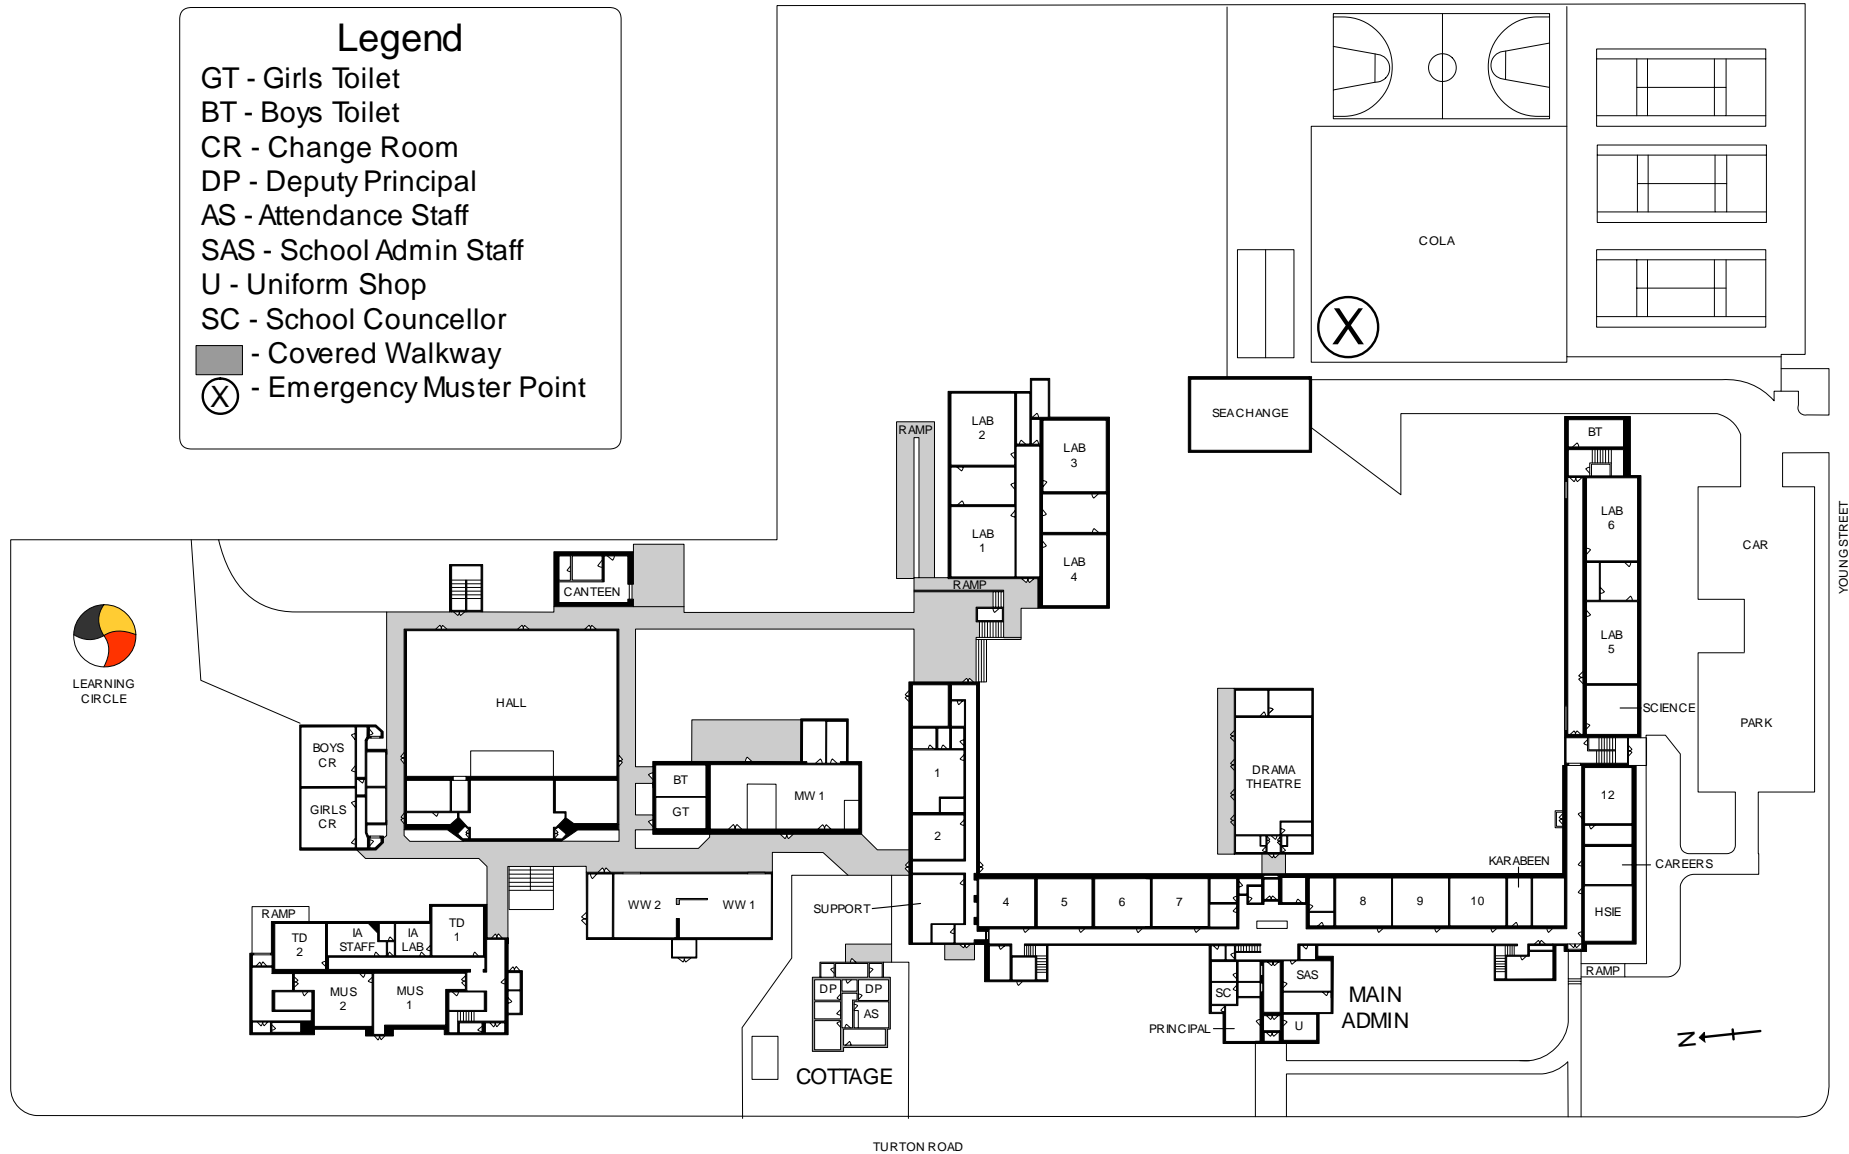 Legend
GT - Girls Toilet
BT - Boys Toilet
CR - Change Room
DP - Deputy Principal
AS - Attendance Staff
SAS - School Admin Staff
U - Uniform Shop
SC - School Councellor
- Covered Walkway
X - Emergency Muster Point
COLA
X
SEACHANGE
RAMP
LAB
2
LAB
3
LAB
1
LAB
4
RAMP
BT
LAB
6
LAB
5
SCIENCE
CAR
PARK
YOUNG STREET
CANTEEN
LEARNING
CIRCLE
HALL
BOYS
CR
GIRLS
CR
BT
GT
MW 1
1
2
DRAMA
THEATRE
12
KARABEEN
CAREERS
HSIE
SUPPORT
4
5
6
7
8
9
10
WW 2
WW 1
RAMP
TD
2
IA
STAFF
IA
LAB
TD
1
MUS
2
MUS
1
DP
DP
AS
COTTAGE
SC
SAS
PRINCIPAL
U
MAIN
ADMIN
RAMP
N
TURTON ROAD